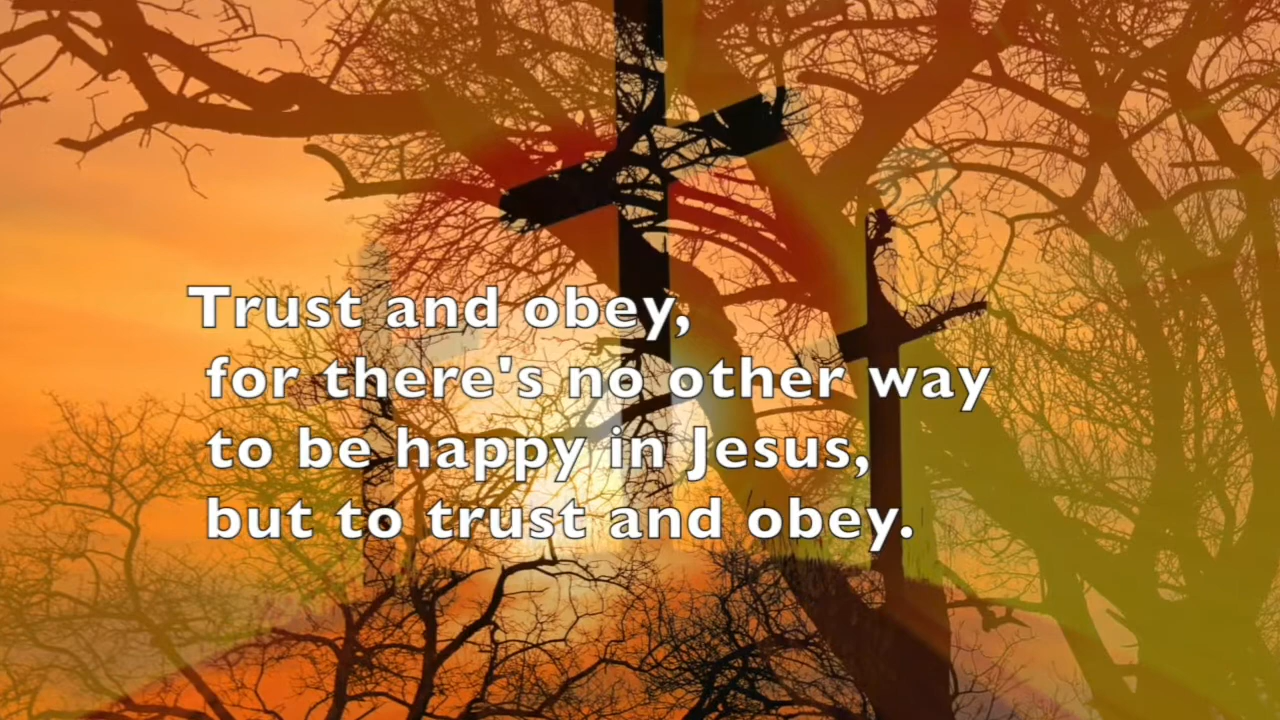 Trust and obey,
for there's no other way
to be happy in Jesus,
but to trust and obey.